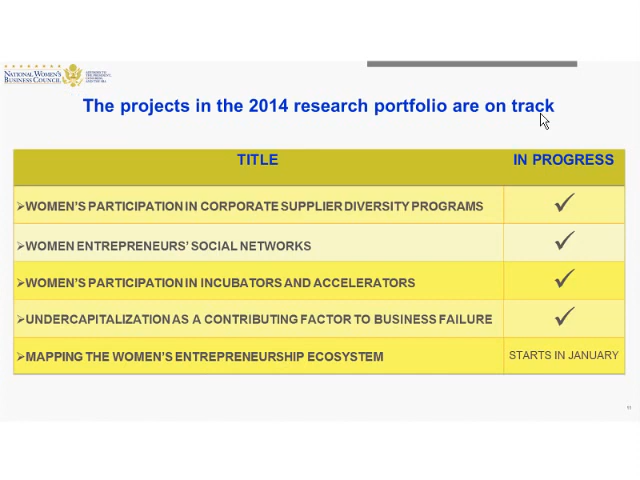 NATIONAL WOMEN'S
BUSINESS COUNCIL
The projects in the 2014 research portfolio are on track
TITLE IN PROGRESS
➢WOMEN'S PARTICIPATION IN CORPORATE SUPPLIER DIVERSITY PROGRAMS ✓
➢WOMEN ENTREPRENEURS' SOCIAL NETWORKS ✓
➢WOMEN'S PARTICIPATION IN INCUBATORS AND ACCELERATORS ✓
➢UNDERCAPITALIZATION AS A CONTRIBUTING FACTOR TO BUSINESS FAILURE ✓
➢MAPPING THE WOMEN'S ENTREPRENEURSHIP ECOSYSTEM STARTS IN JANUARY